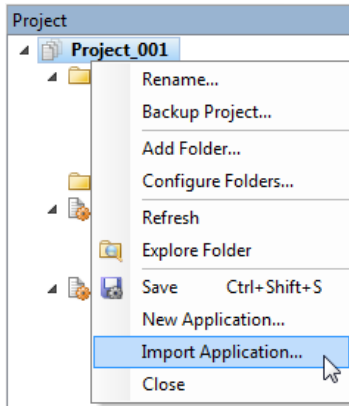 Project
Project_001
Rename...
Backup Project...
Add Folder...
Configure Folders...
Refresh
Explore Folder
Save Ctrl+Shift+S
New Application...
Import Application...
Close